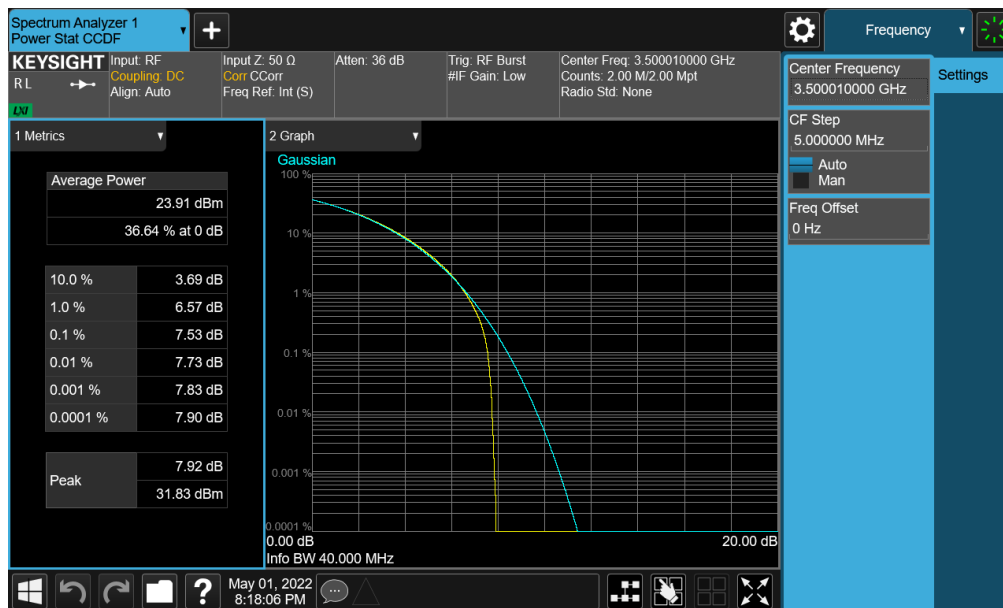 Spectrum Analyzer 1
Power Stat CCDF
+
Frequency
KEYSIGHT
R L
LXI
Input: RF
Coupling: DC
Align: Auto
Input Z: 50 Ω
Corr CCorr
Freq Ref: Int (S)
Atten: 36 dB
Trig: RF Burst
#IF Gain: Low
Center Freq: 3.500010000 GHz
Counts: 2.00 M/2.00 Mpt
Radio Std: None
Center Frequency
3.500010000 GHz
Settings
CF Step
5.000000 MHz
Auto
Man
Freq Offset
0 Hz
1 Metrics
Average Power
23.91 dBm
36.64 % at 0 dB
10.0 % 3.69 dB
1.0 % 6.57 dB
0.1 % 7.53 dB
0.01 % 7.73 dB
0.001 % 7.83 dB
0.0001 % 7.90 dB
Peak 7.92 dB
31.83 dBm
2 Graph
Gaussian
100 %
10 %
1 %
0.1 %
0.01 %
0.001 %
0.0001 %
0.00 dB 20.00 dB
Info BW 40.000 MHz
?
May 01, 2022
8:18:06 PM